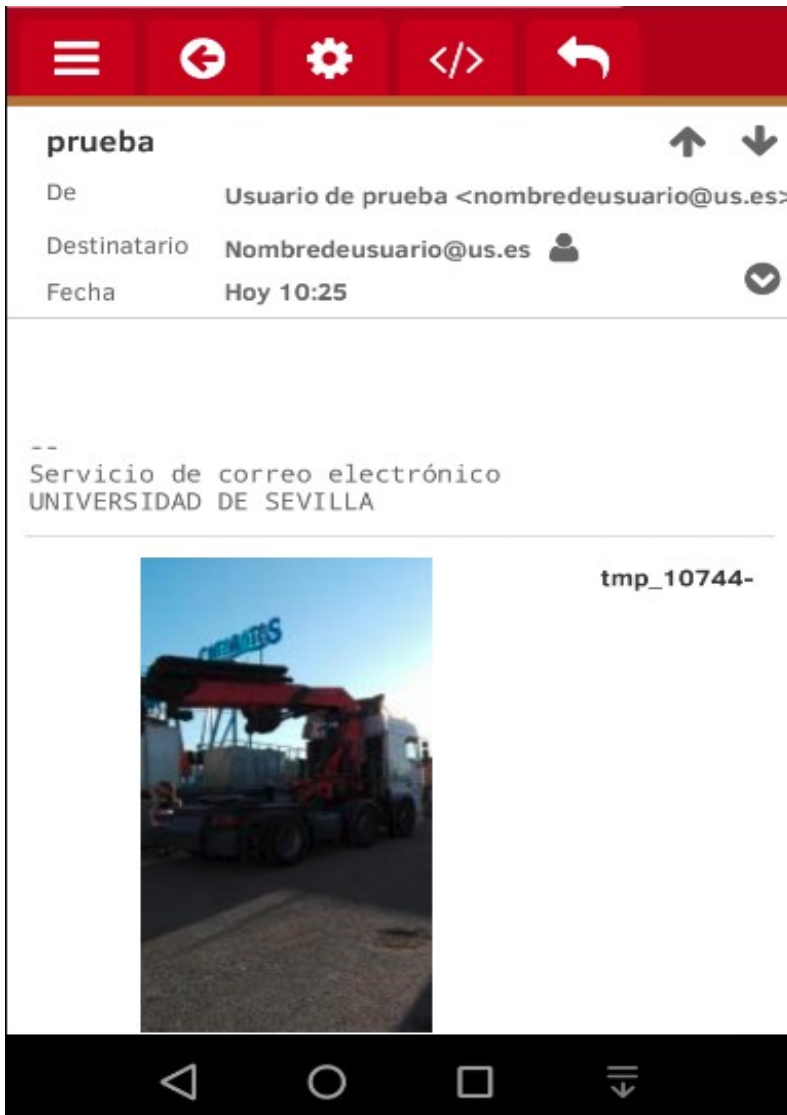 </>
prueba
De Usuario de prueba <nombredeusuario@us.es>
Destinatario Nombredeusuario@us.es
Fecha Hoy 10:25
--
Servicio de correo electrónico
UNIVERSIDAD DE SEVILLA
tmp_10744-